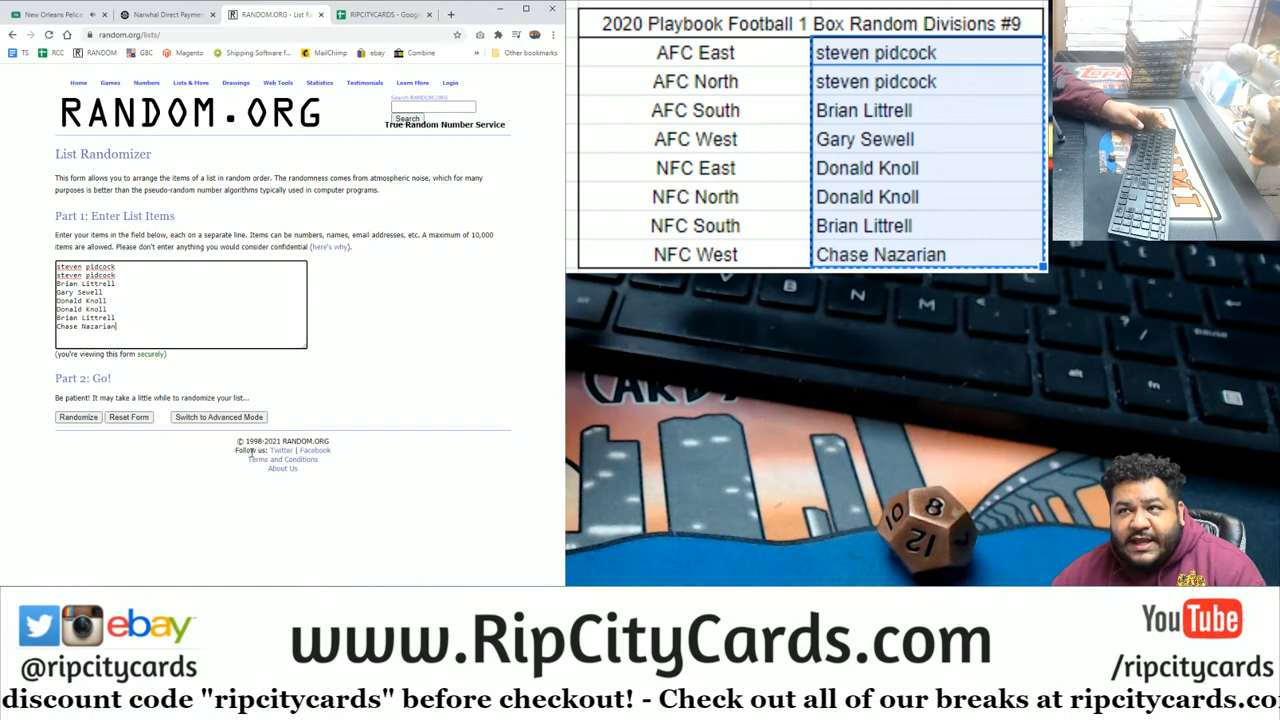 New Orleans Pelica
Narwhal Direct Paymen
RANDOM.ORG - List R
RIPCITYCARDS - Goog
random.org/lists/
TS
RCC
RANDOM
GBC
Magento
Shipping Software f
MailChimp
ebay
Combine
Other bookmarks
Home
Games
Numbers
Lists & More
Drawings
Web Tools
Statistics
Testimonials
Learn More
Login
RANDOM.ORG
Search RANDOM.ORG
Search
True Random Number Service
List Randomizer
This form allows you to arrange the items of a list in random order. The randomness comes from atmospheric noise, which for many
purposes is better than the pseudo-random number algorithms typically used in computer programs.
Part 1: Enter List Items
Enter your items in the field below, each on a separate line. Items can be numbers, names, email addresses, etc. A maximum of 10,000
items are allowed. Please don't enter anything you would consider confidential (here's why).
steven pidcock
steven pidcock
Brian Littrell
Gary Sewell
Donald Knoll
Donald Knoll
Brian Littrell
Chase Nazarian
(you're viewing this form securely)
Part 2: Go!
Be patient! It may take a little while to randomize your list...
Randomize
Reset Form
Switch to Advanced Mode
© 1998-2021 RANDOM.ORG
Follow us: Twitter | Facebook
Terms and Conditions
About Us
2020 Playbook Football 1 Box Random Divisions #9
AFC East steven pidcock
AFC North steven pidcock
AFC South Brian Littrell
AFC West Gary Sewell
NFC East Donald Knoll
NFC North Donald Knoll
NFC South Brian Littrell
NFC West Chase Nazarian
B
N
M
alt
fn
Pause
CARDS
10
8
12
ebay
@ripcitycards
www.RipCityCards.com
YouTube
/ripcitycards
discount code "ripcitycards" before checkout! - Check out all of our breaks at ripcitycards.co